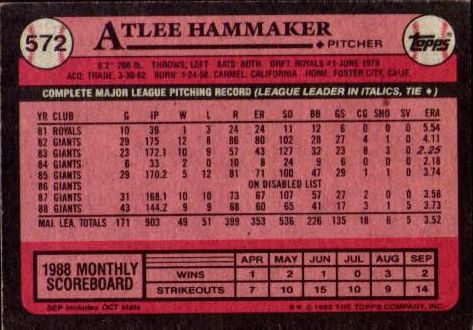 572
ATLEE HAMMAKER
PITCHER
TOPPS
6'2" 200 lb. THROWS: LEFT BATS: BOTH DRFT: ROYALS #1-JUNE 1979
ACQ: TRADE, 3-30-82 BORN: 1-24-58, CARMEL, CALIFORNIA HOME: FOSTER CITY, CALIF.
COMPLETE MAJOR LEAGUE PITCHING RECORD (LEAGUE LEADER IN ITALICS, TIE ♦)
YR CLUB G IP W L R ER SO BB GS CG SHO SV ERA
81 ROYALS 10 39 1 3 24 24 11 12 6 0 0 0 5.54
82 GIANTS 29 175 12 8 86 80 102 28 27 4 1 0 4.11
83 GIANTS 23 172.1 10 9 57 43 127 32 23 8 3 0 2.25
84 GIANTS 6 33 2 0 10 8 24 9 6 0 0 0 2.18
85 GIANTS 29 170.2 5 12 81 71 100 47 29 1 1 0 3.74
86 GIANTS ON DISABLED LIST
87 GIANTS 31 168.1 10 10 73 67 107 57 31 2 0 0 3.58
88 GIANTS 43 144.2 9 9 68 60 65 41 17 3 1 5 3.73
MAJ. LEA. TOTALS 171 903 49 51 399 353 536 226 135 18 6 5 3.52
1988 MONTHLY SCOREBOARD
APR MAY JUN JUL AUG SEP
WINS 1 2 0 1 3 2
STRIKEOUTS 7 10 15 10 9 14
SEP includes OCT stats
© 1989 THE TOPPS COMPANY, INC.